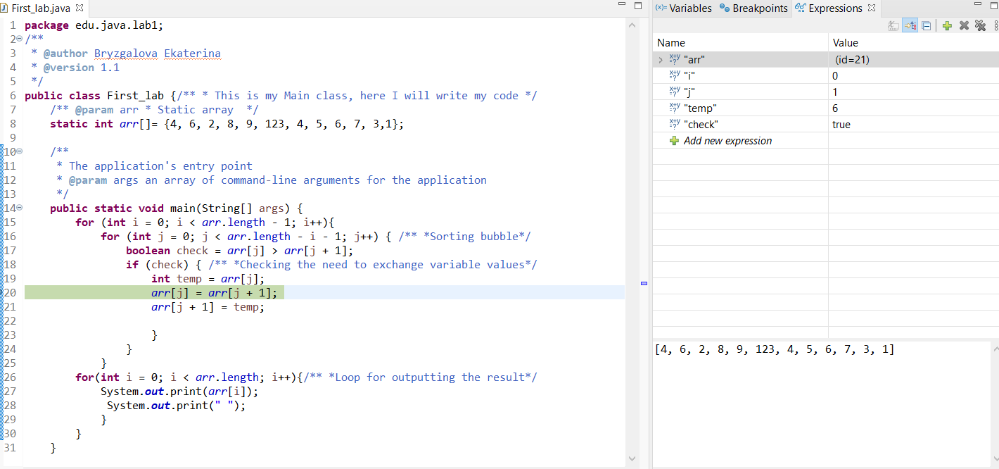 First_lab.java
1 package edu.java.lab1;
2 /**
3 * @author Bryzgalova Ekaterina
4 * @version 1.1
5 */
6 public class First_lab {/** * This is my Main class, here I will write my code */
7 /** @param arr * Static array  */
8 static int arr[]= {4, 6, 2, 8, 9, 123, 4, 5, 6, 7, 3,1};
9
10 /**
11 * The application's entry point
12 * @param args an array of command-line arguments for the application
13 */
14 public static void main(String[] args) {
15 for (int i = 0; i < arr.length - 1; i++){
16 for (int j = 0; j < arr.length - i - 1; j++) { /** *Sorting bubble*/
17 boolean check = arr[j] > arr[j + 1];
18 if (check) { /** *Checking the need to exchange variable values*/
19 int temp = arr[j];
20 arr[j] = arr[j + 1];
21 arr[j + 1] = temp;
22
23 }
24 }
25 }
26 for(int i = 0; i < arr.length; i++){/** *Loop for outputting the result*/
27 System.out.print(arr[i]);
28 System.out.print(" ");
29 }
30 }
31 }
(x)= Variables Breakpoints Expressions
Name Value
"arr" (id=21)
"i" 0
"j" 1
"temp" 6
"check" true
Add new expression
[4, 6, 2, 8, 9, 123, 4, 5, 6, 7, 3, 1]